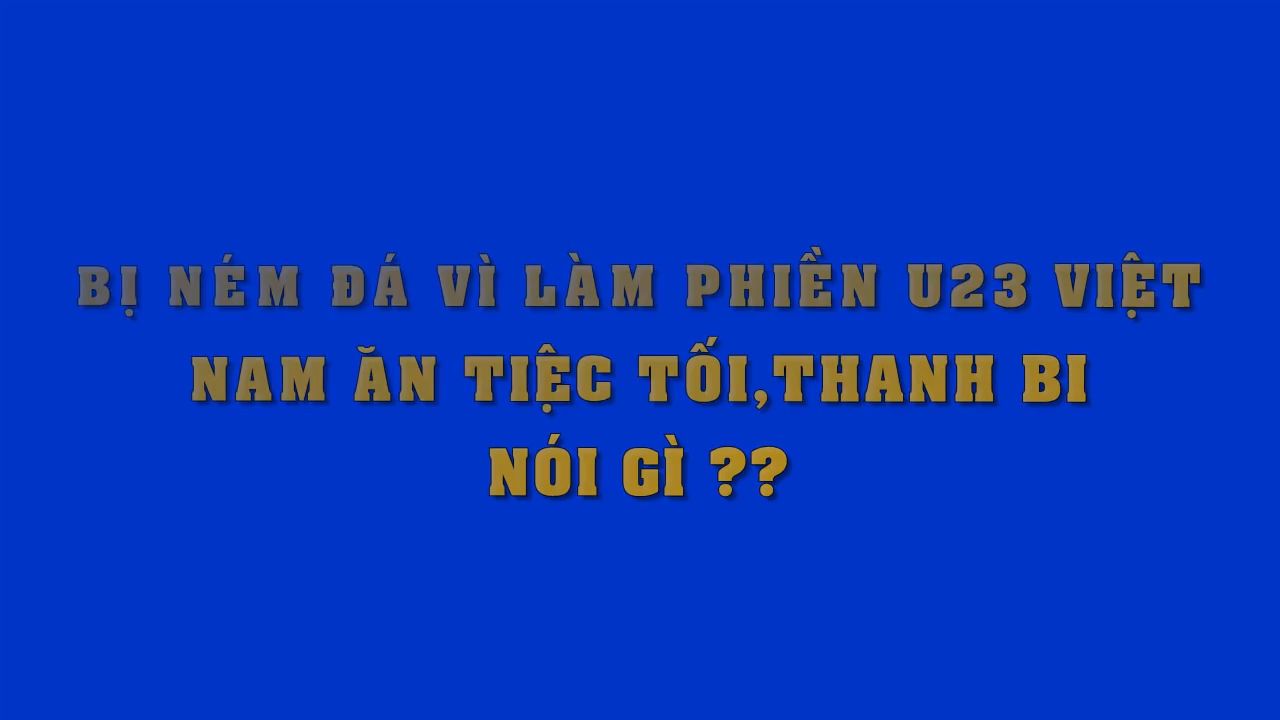 BỊ NÉM ĐÁ VÌ LÀM PHIỀN U23 VIỆT
NAM ĂN TIỆC TỐI,THANH BI
NÓI GÌ ??